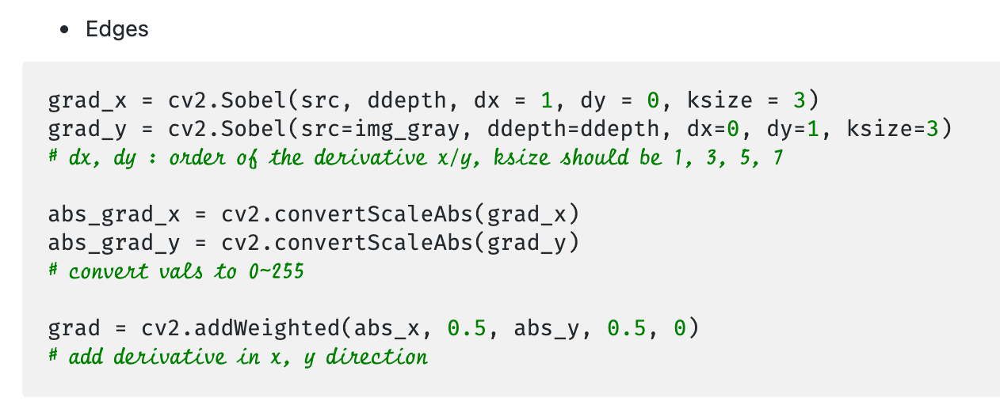 • Edges
grad_x = cv2.Sobel(src, ddepth, dx = 1, dy = 0, ksize = 3)
grad_y = cv2.Sobel(src=img_gray, ddepth=ddepth, dx=0, dy=1, ksize=3)
# dx, dy : order of the derivative x/y, ksize should be 1, 3, 5, 7
abs_grad_x = cv2.convertScaleAbs(grad_x)
abs_grad_y = cv2.convertScaleAbs(grad_y)
# convert vals to 0~255
grad = cv2.addWeighted(abs_x, 0.5, abs_y, 0.5, 0)
# add derivative in x, y direction